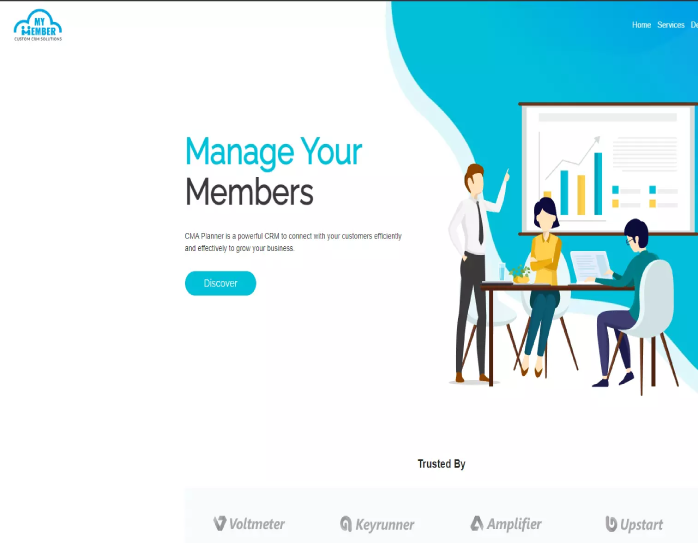 MY
MEMBER
CUSTOM CRM SOLUTIONS
Home Services
Manage Your
Members
CMA Planner is a powerful CRM to connect with your customers efficiently
and effectively to grow your business.
Discover
Trusted By
Voltmeter Keyrunner Amplifier Upstart